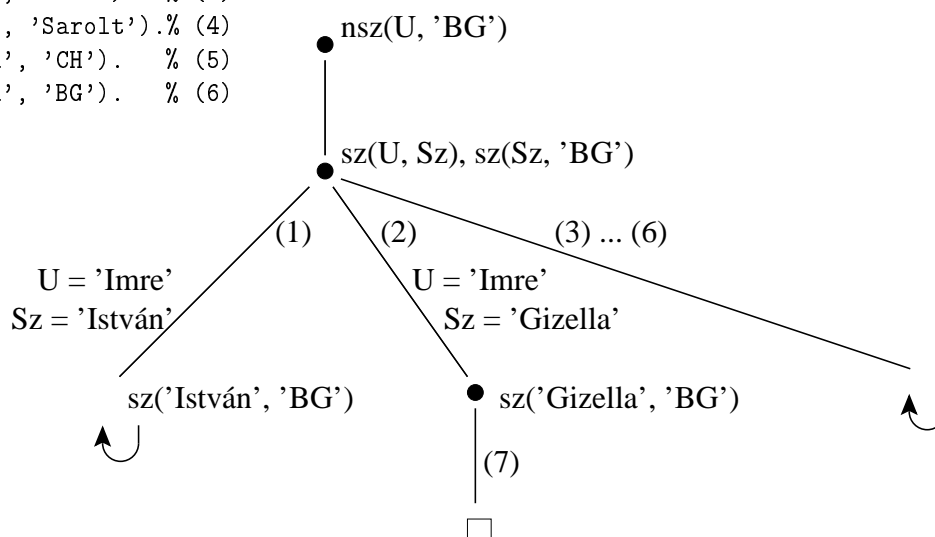 , 'Sarolt').% (4)
', 'CH'). % (5)
', 'BG'). % (6)
nsz(U, ’BG’)
sz(U, Sz), sz(Sz, ’BG’)
(1)
(2)
(3) ... (6)
U = ’Imre’
Sz = ’István’
U = ’Imre’
Sz = ’Gizella’
sz(’István’, ’BG’)
sz(’Gizella’, ’BG’)
(7)